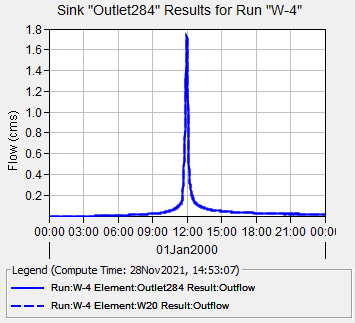 Sink "Outlet284" Results for Run "W-4"
Flow (cms)
1.8
1.6
1.4
1.2
1.0
0.8
0.6
0.4
0.2
00:00 03:00 06:00 09:00 12:00 15:00 18:00 21:00 00:00
01Jan2000
Legend (Compute Time: 28Nov2021, 14:53:07)
Run:W-4 Element:Outlet284 Result:Outflow
Run:W-4 Element:W20 Result:Outflow